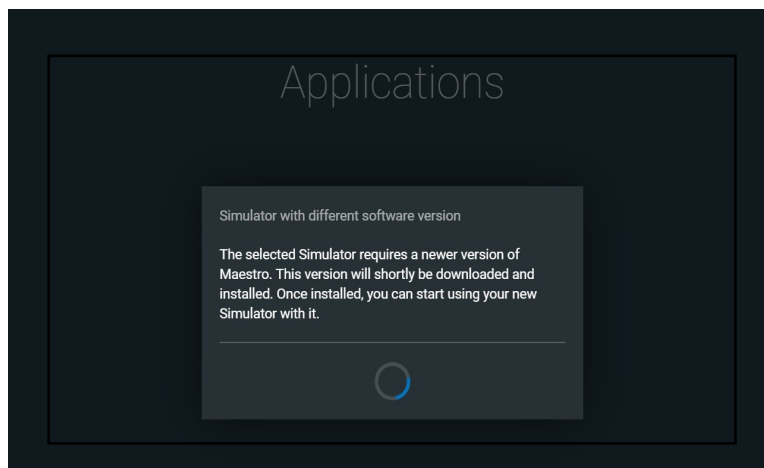 Applications
Simulator with different software version
The selected Simulator requires a newer version of
Maestro. This version will shortly be downloaded and
installed. Once installed, you can start using your new
Simulator with it.